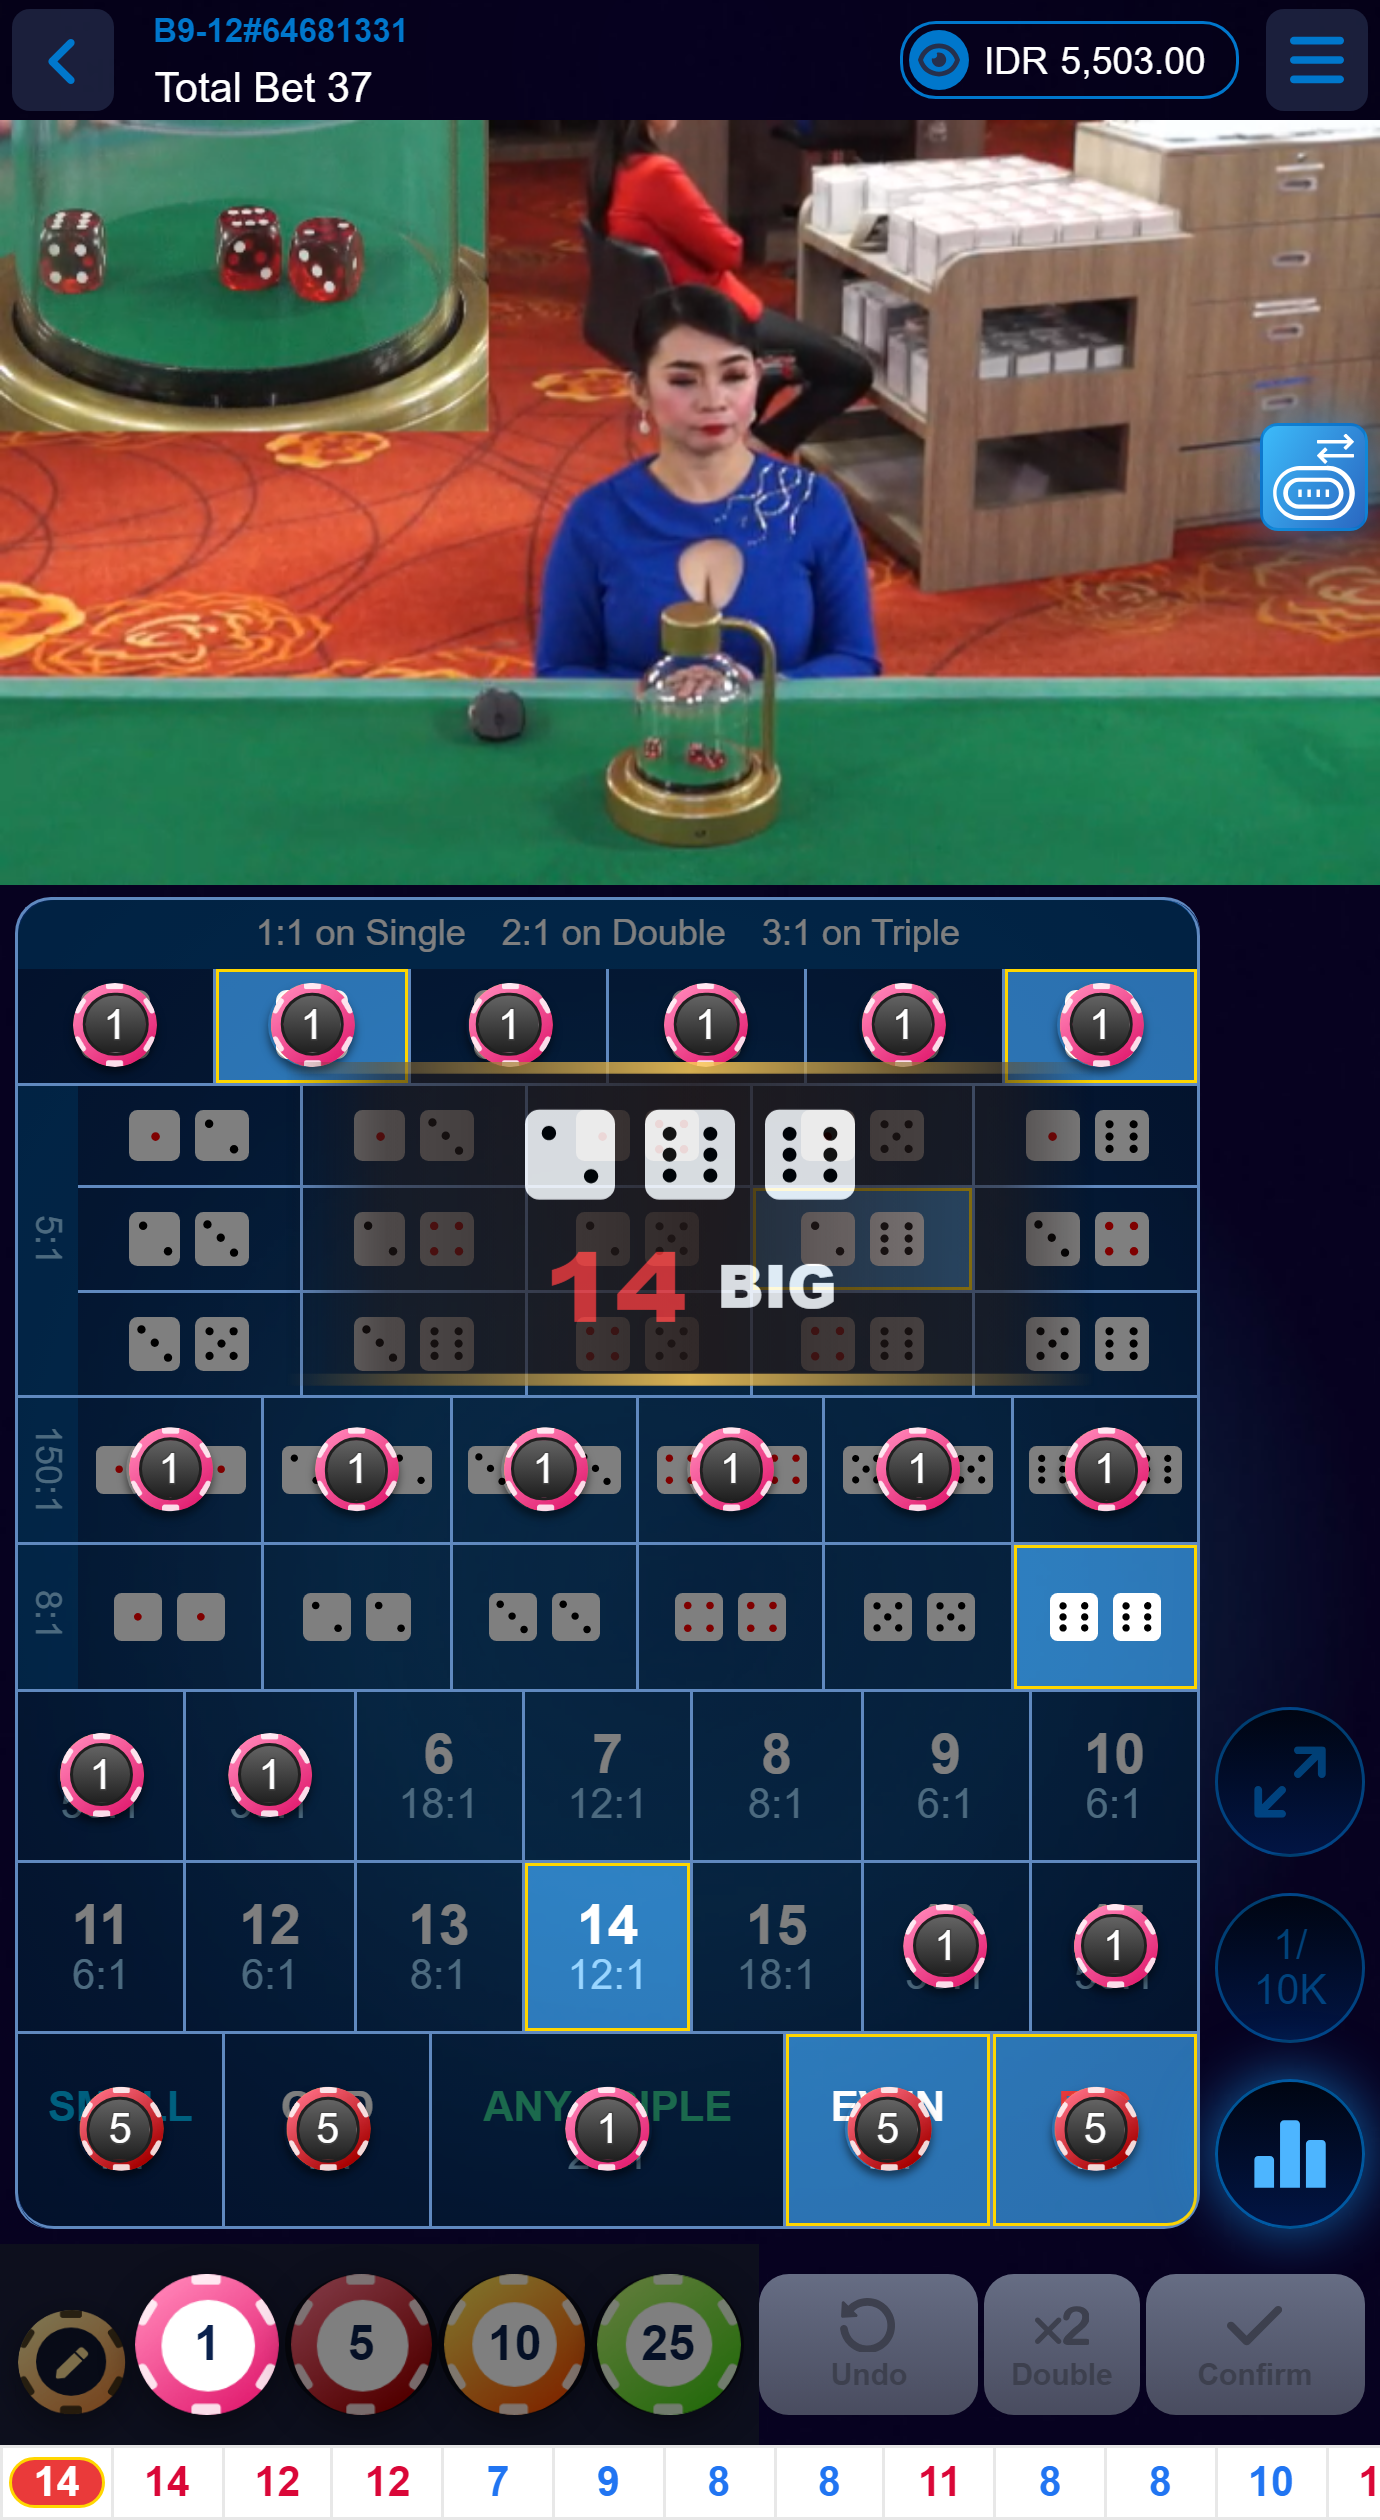 B9-12#64681331
Total Bet 37
IDR 5,503.00
1:1 on Single 2:1 on Double 3:1 on Triple
1 1 1 1 1 1
5:1
14 BIG
150:1
1 1 1 1 1 1
8:1
1 1 6 7 8 9 10
18:1 12:1 8:1 6:1 6:1
11 12 13 14 15 1 1
6:1 6:1 8:1 12:1 18:1
1/
10K
5 5 ANY 1 5 5
1 5 10 25
Undo
x2
Double
Confirm
14 14 12 12 7 9 8 8 11 8 8 10